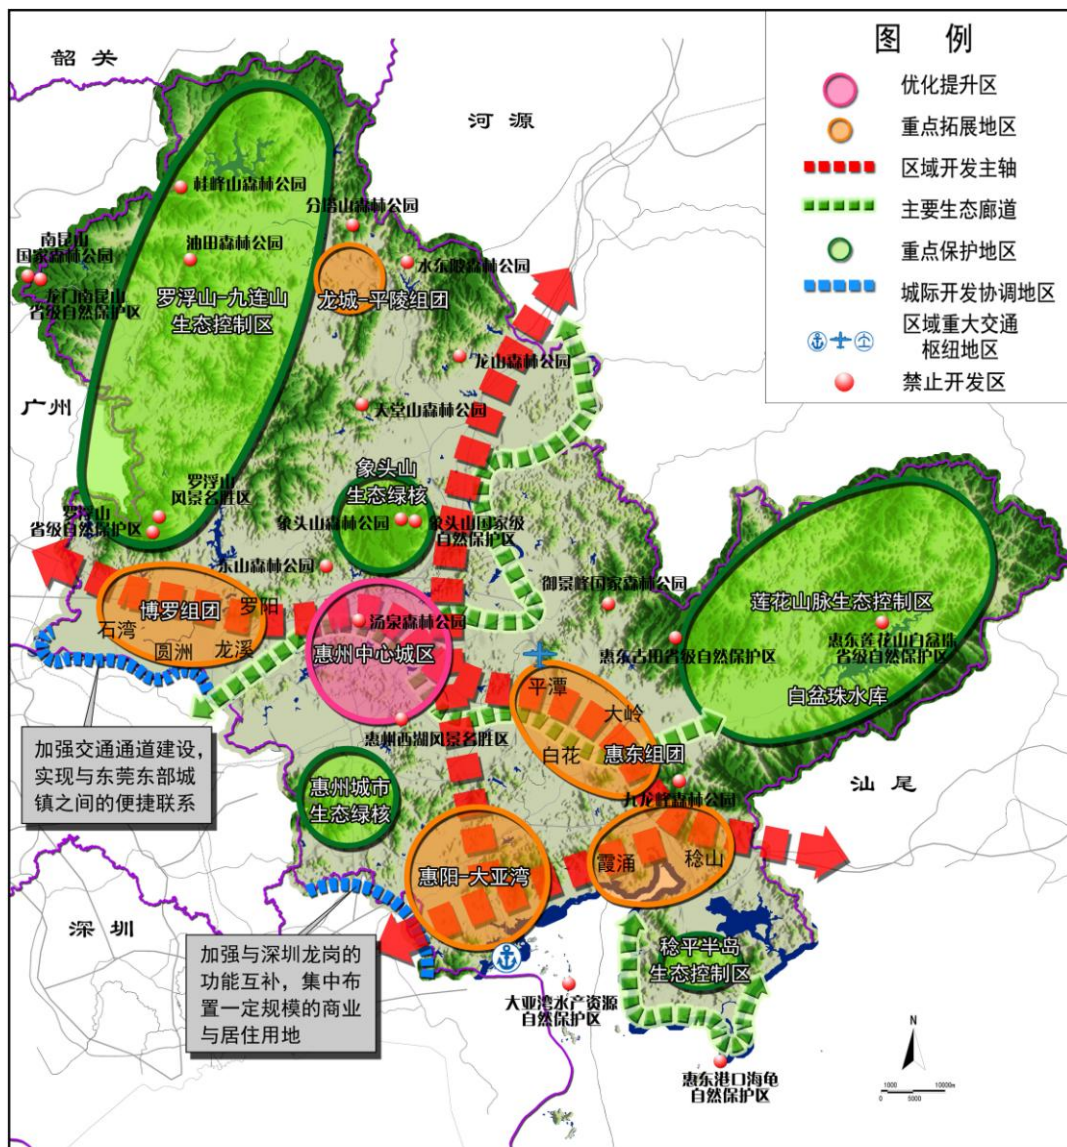 图 例
优化提升区
重点拓展地区
区域开发主轴
主要生态廊道
重点保护地区
城际开发协调地区
区域重大交通
枢纽地区
禁止开发区
韶关
河源
桂峰山森林公园
分塔山森林公园
南昆山
国家森林公园
油田森林公园
水东陂森林公园
龙门南昆山
省级自然保护区
罗浮山-九连山
生态控制区
龙城-平陵组团
龙山森林公园
广州
天堂山森林公园
罗浮山
风景名胜区
象头山
生态绿核
罗浮山
省级自然保护区
象头山森林公园
象头山国家级
自然保护区
东山森林公园
御景峰国家森林公园
博罗组团
罗阳
石湾
圆洲
龙溪
汤泉森林公园
惠州中心城区
莲花山脉生态控制区
惠东莲花山白盆珠
省级自然保护区
惠东古田省级自然保护区
白盆珠水库
平潭
大岭
白花
惠东组团
惠州西湖风景名胜区
加强交通通道建设，
实现与东莞东部城
镇之间的便捷联系
惠州城市
生态绿核
九龙峰森林公园
汕尾
惠阳-大亚湾
霞涌
稔山
深圳
加强与深圳龙岗的
功能互补，集中布
置一定规模的商业
与居住用地
稔平半岛
生态控制区
大亚湾水产资源
自然保护区
惠东港口海龟
自然保护区
N
1000 10000m
0 5000